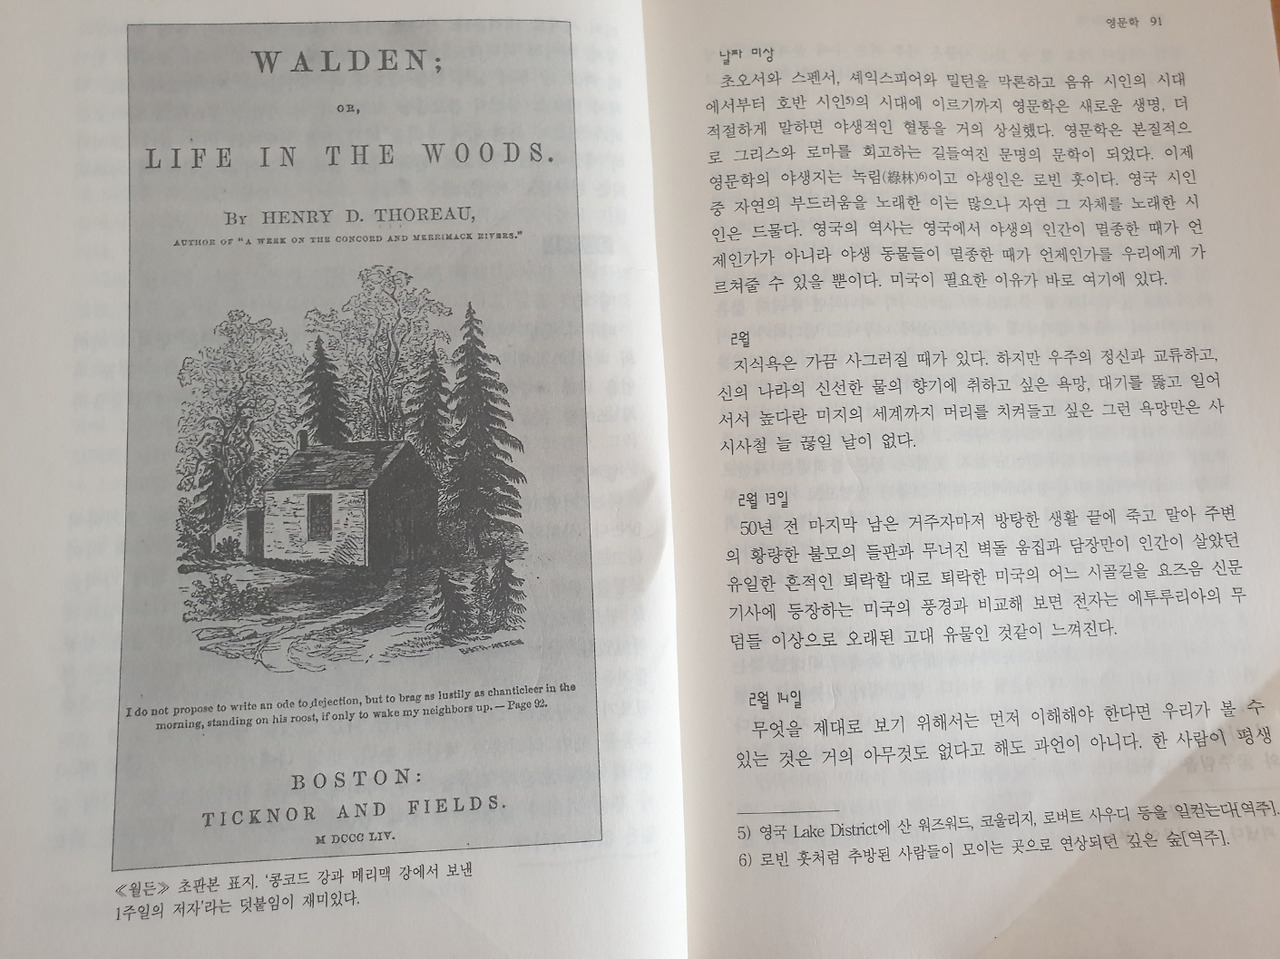 WALDEN;
OR,
LIFE IN THE WOODS.
By HENRY D. THOREAU,
AUTHOR OF "A WEEK ON THE CONCORD AND MERRIMACK RIVERS."
I do not propose to write an ode to dejection, but to brag as lustily as chanticleer in the
morning, standing on his roost, if only to wake my neighbors up. — Page 92.
BOSTON:
TICKNOR AND FIELDS.
M DCCC LIV.
≪월든≫ 초판본 표지. '콩코드 강과 메리맥 강에서 보낸
1주일의 저자'라는 덧붙임이 재미있다.
영문학 91
날짜 미상
초오서와 스펜서, 셰익스피어와 밀턴을 막론하고 음유 시인의 시대
에서부터 호반 시인5)의 시대에 이르기까지 영문학은 새로운 생명, 더
적절하게 말하면 야생적인 혈통을 거의 상실했다. 영문학은 본질적으
로 그리스와 로마를 회고하는 길들여진 문명의 문학이 되었다. 이제
영문학의 야생지는 녹림(綠林)6)이고 야생인은 로빈 훗이다. 영국 시인
중 자연의 부드러움을 노래한 이는 많으나 자연 그 자체를 노래한 시
인은 드물다. 영국의 역사는 영국에서 야생의 인간이 멸종한 때가 언
제인가가 아니라 야생 동물들이 멸종한 때가 언제인가를 우리에게 가
르쳐줄 수 있을 뿐이다. 미국이 필요한 이유가 바로 여기에 있다.
2월
지식욕은 가끔 사그러질 때가 있다. 하지만 우주의 정신과 교류하고,
신의 나라의 신선한 물의 향기에 취하고 싶은 욕망, 대기를 뚫고 일어
서서 높다란 미지의 세계까지 머리를 치켜들고 싶은 그런 욕망만은 사
시사철 늘 끊일 날이 없다.
2월 13일
50년 전 마지막 남은 거주자마저 방탕한 생활 끝에 죽고 말아 주변
의 황량한 불모의 들판과 무너진 벽돌 움집과 담장만이 인간이 살았던
유일한 흔적인 퇴락할 대로 퇴락한 미국의 어느 시골길을 요즈음 신문
기사에 등장하는 미국의 풍경과 비교해 보면 전자는 에투루리아의 무
덤들 이상으로 오래된 고대 유물인 것같이 느껴진다.
2월 14일
무엇을 제대로 보기 위해서는 먼저 이해해야 한다면 우리가 볼 수
있는 것은 거의 아무것도 없다고 해도 과언이 아니다. 한 사람이 평생
5) 영국 Lake District에 산 워즈워드, 코울리지, 로버트 사우디 등을 일컫는다[역주].
6) 로빈 훗처럼 추방된 사람들이 모이는 곳으로 연상되던 깊은 숲[역주].